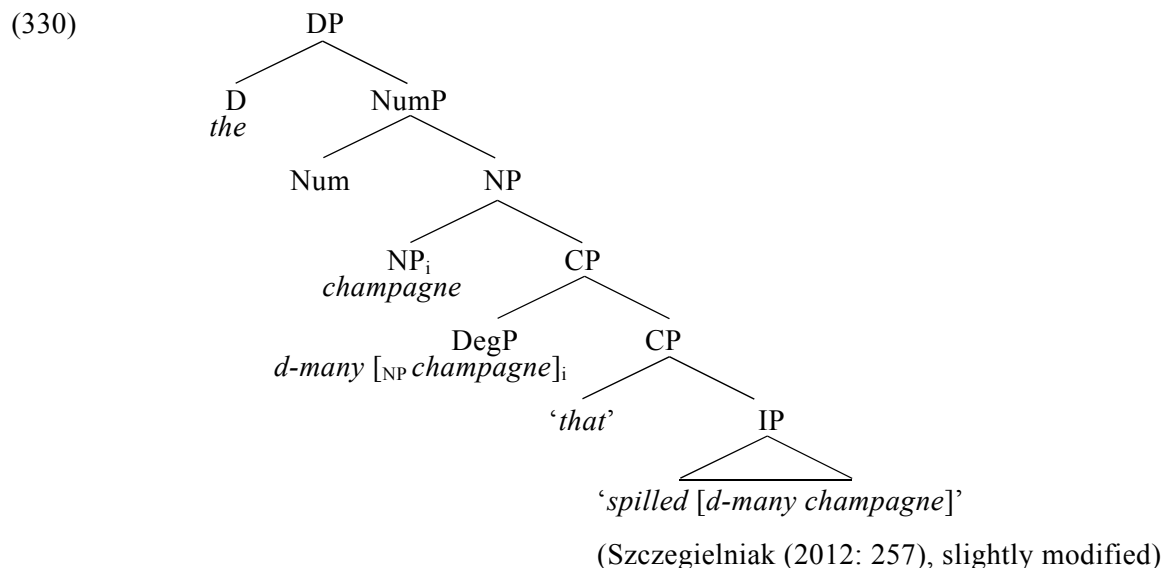 (330) DP
D NumP
the
Num NP
NPi CP
champagne
DegP CP
d-many [NP champagne]i
‘that’ IP
‘spilled [d-many champagne]’
(Szczegielniak (2012: 257), slightly modified)